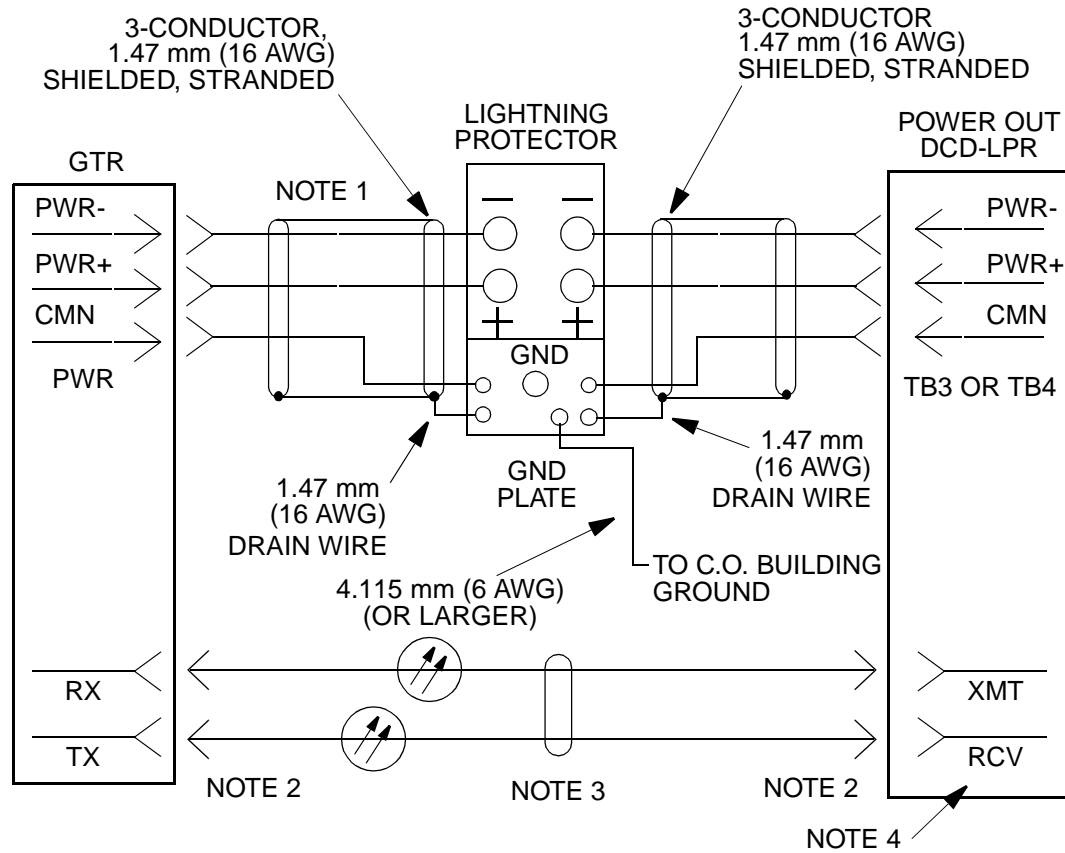 3-CONDUCTOR,
1.47 mm (16 AWG)
SHIELDED, STRANDED
3-CONDUCTOR
1.47 mm (16 AWG)
SHIELDED, STRANDED
LIGHTNING
PROTECTOR
POWER OUT
DCD-LPR
GTR
NOTE 1
PWR-
PWR+
CMN
PWR
− −
+ +
GND
GND
PLATE
PWR-
PWR+
CMN
TB3 OR TB4
1.47 mm
(16 AWG)
DRAIN WIRE
1.47 mm
(16 AWG)
DRAIN WIRE
4.115 mm (6 AWG)
(OR LARGER)
TO C.O. BUILDING
GROUND
RX
TX
XMT
RCV
NOTE 2
NOTE 3
NOTE 2
NOTE 4